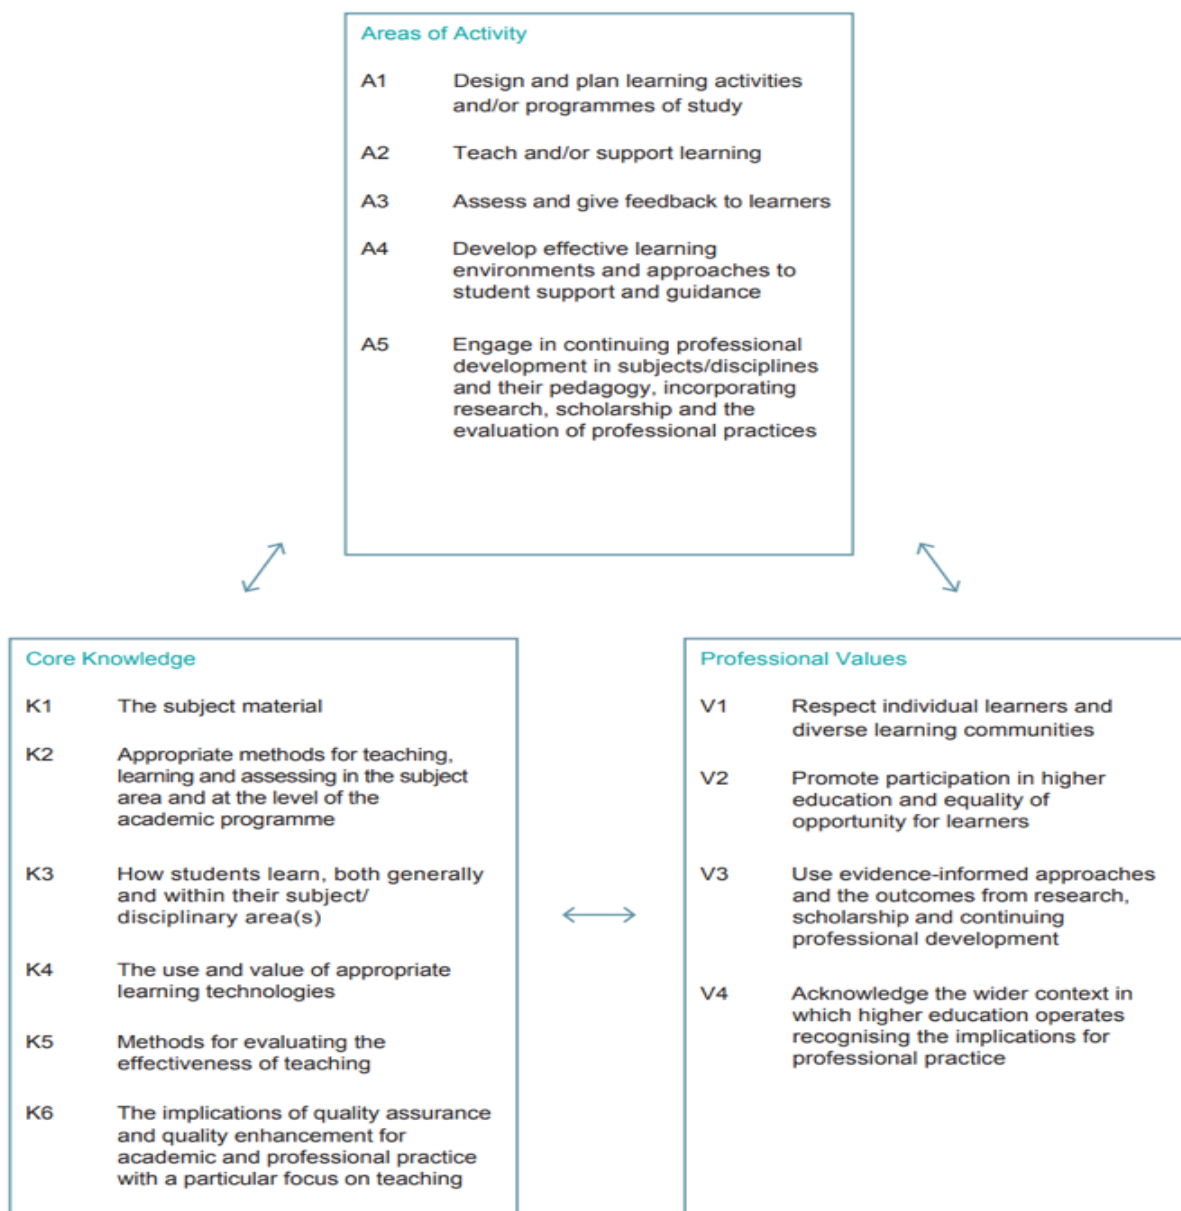 Areas of Activity
A1 Design and plan learning activities
and/or programmes of study
A2 Teach and/or support learning
A3 Assess and give feedback to learners
A4 Develop effective learning
environments and approaches to
student support and guidance
A5 Engage in continuing professional
development in subjects/disciplines
and their pedagogy, incorporating
research, scholarship and the
evaluation of professional practices
Core Knowledge
K1 The subject material
K2 Appropriate methods for teaching,
learning and assessing in the subject
area and at the level of the
academic programme
K3 How students learn, both generally
and within their subject/
disciplinary area(s)
K4 The use and value of appropriate
learning technologies
K5 Methods for evaluating the
effectiveness of teaching
K6 The implications of quality assurance
and quality enhancement for
academic and professional practice
with a particular focus on teaching
Professional Values
V1 Respect individual learners and
diverse learning communities
V2 Promote participation in higher
education and equality of
opportunity for learners
V3 Use evidence-informed approaches
and the outcomes from research,
scholarship and continuing
professional development
V4 Acknowledge the wider context in
which higher education operates
recognising the implications for
professional practice